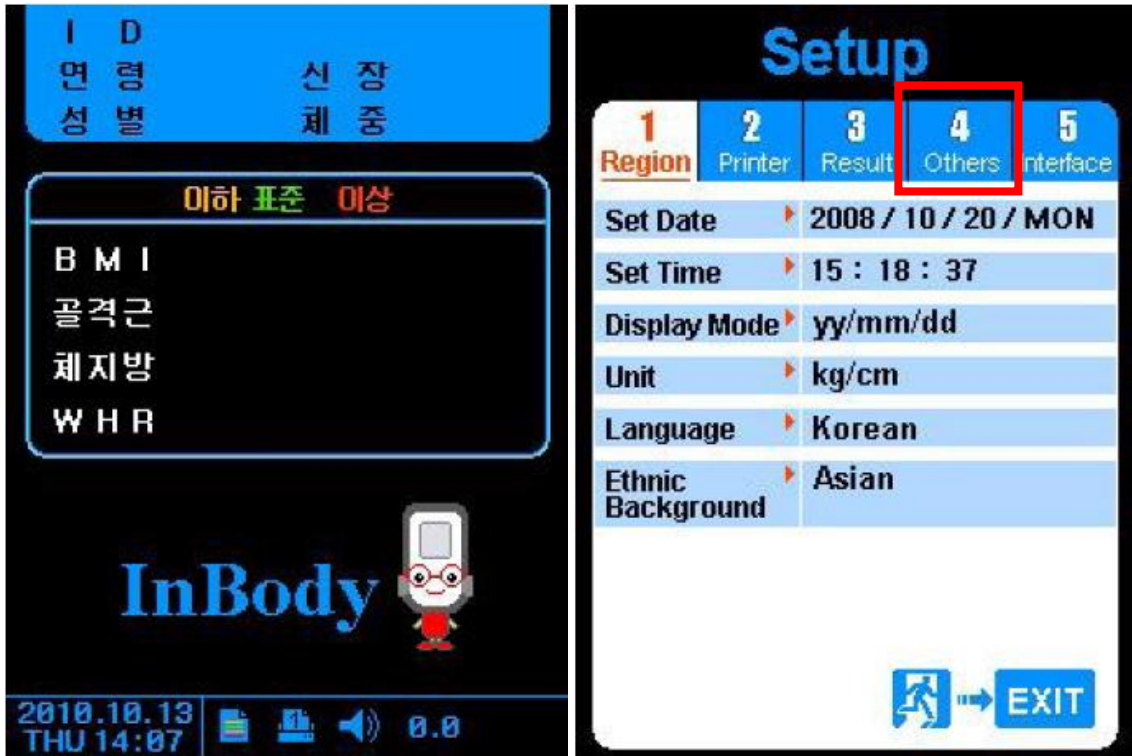 I D
연 령 신 장
성 별 체 중
이하 표준 이상
B M I
골격근
체지방
W H R
InBody
2010.10.13
THU 14:07
1
0.0
Setup
1 2 3 4 5
Region Printer Result Others Interface
Set Date 2008 / 10 / 20 / MON
Set Time 15 : 18 : 37
Display Mode yy/mm/dd
Unit kg/cm
Language Korean
Ethnic Background Asian
EXIT